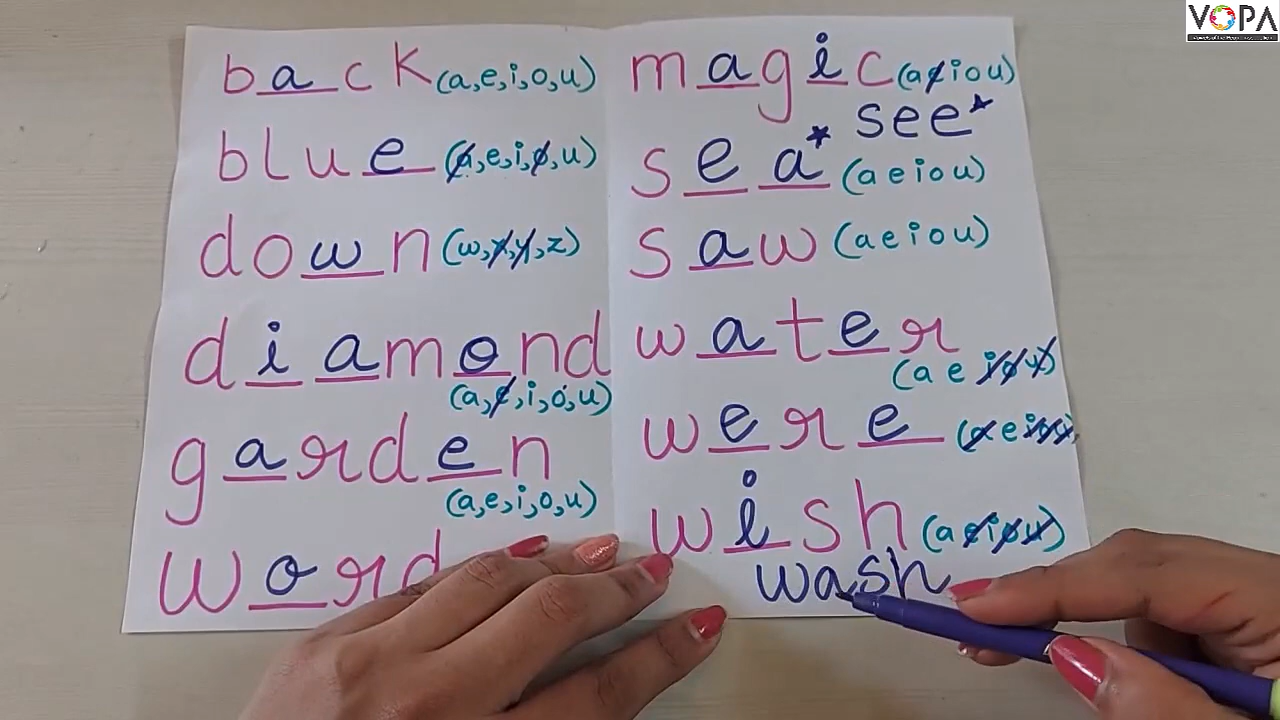 VOPA
back (a,e,i,o,u)
blue (a,e,i,o,u)
down (w,x,y,z)
diamond
(a,e,i,o,u)
garden
(a,e,i,o,u)
word
magic (a e i o u)
see*
sea* (a e i o u)
saw (a e i o u)
water
(a e i o u)
were (a e i o u)
wish (a e i o u)
wash